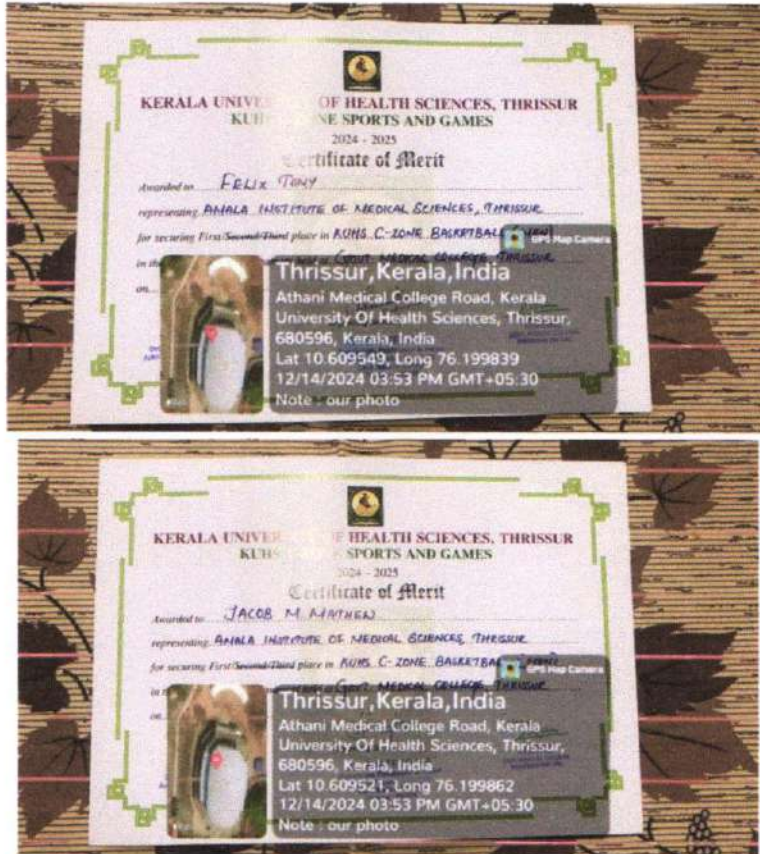 KERALA UNIVE OF HEALTH SCIENCES, THRISSUR
KUHS NE SPORTS AND GAMES
2024 - 2025
Certificate of Merit
Awarded to FELIX TONY
representing AMALA INSTITUTE OF MEDICAL SCIENCES, THRISSUR
for securing First/Second/Third place in KUHS C-ZONE BASKETBALL (MEN)
GPS Map Camera
in the GOVT. MEDICAL COLLEGE, THRISSUR
on
Thrissur,Kerala,India
Athani Medical College Road, Kerala
University Of Health Sciences, Thrissur,
680596, Kerala, India
Lat 10.609549, Long 76.199839
12/14/2024 03:53 PM GMT+05:30
Note : our photo
KERALA UNIVER OF HEALTH SCIENCES, THRISSUR
KUHS SPORTS AND GAMES
2024 - 2025
Certificate of Merit
Awarded to JACOB M MATHEW
representing AMALA INSTITUTE OF MEDICAL SCIENCES, THRISSUR
for securing First/Second/Third place in KUHS C-ZONE BASKETBA
GPS Map Camera
GOVT. MEDICAL COLLEGE, THRISSUR
on
Thrissur,Kerala,India
Athani Medical College Road, Kerala
University Of Health Sciences, Thrissur,
680596, Kerala, India
Lat 10.609521, Long 76.199862
12/14/2024 03:53 PM GMT+05:30
Note : our photo